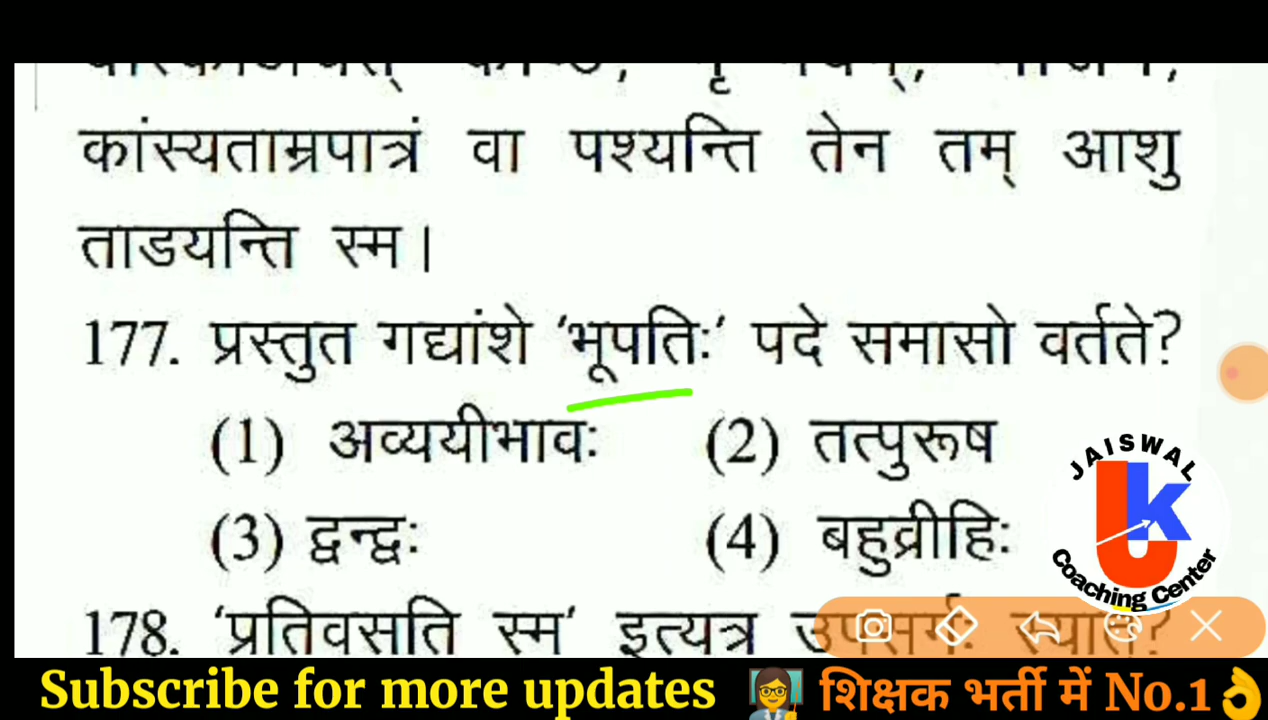 कांस्यताम्रपात्रं वा पश्यन्ति तेन तम् आशु
ताडयन्ति स्म।
177. प्रस्तुत गद्यांशे 'भूपतिः' पदे समासो वर्तते?
(1) अव्ययीभावः (2) तत्पुरूष
(3) द्वन्द्वः (4) बहुव्रीहिः
JAISWAL
UK
Coaching Center
178. 'प्रतिवसति स्म' इत्यत्र उपसर्गः स्यात्?
Subscribe for more updates शिक्षक भर्ती में No.1